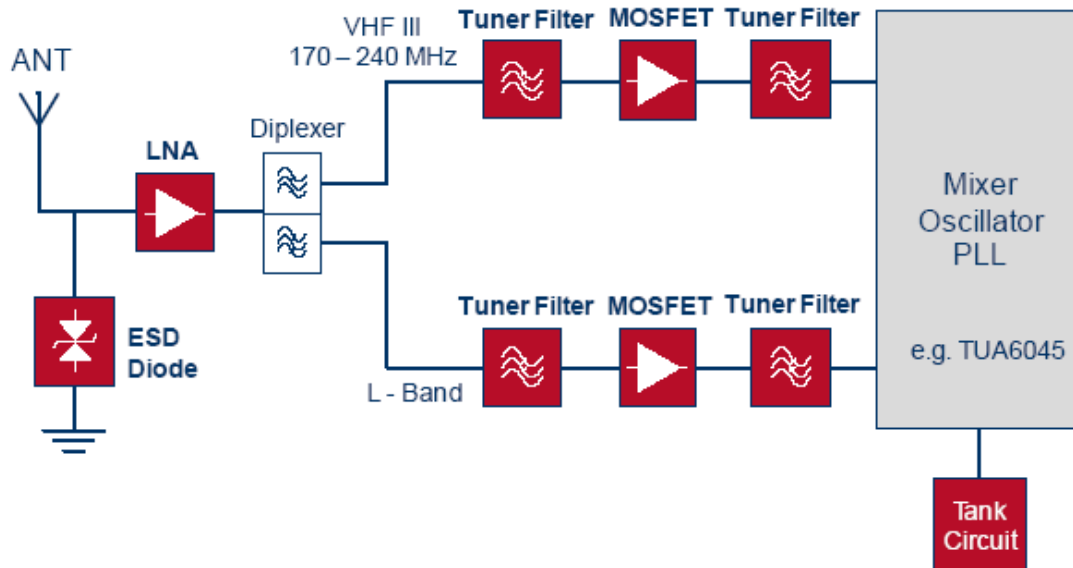 Tuner Filter
MOSFET
Tuner Filter
VHF III
170 – 240 MHz
ANT
Diplexer
LNA
Mixer
Oscillator
PLL
e.g. TUA6045
ESD
Diode
Tuner Filter
MOSFET
Tuner Filter
L - Band
Tank
Circuit